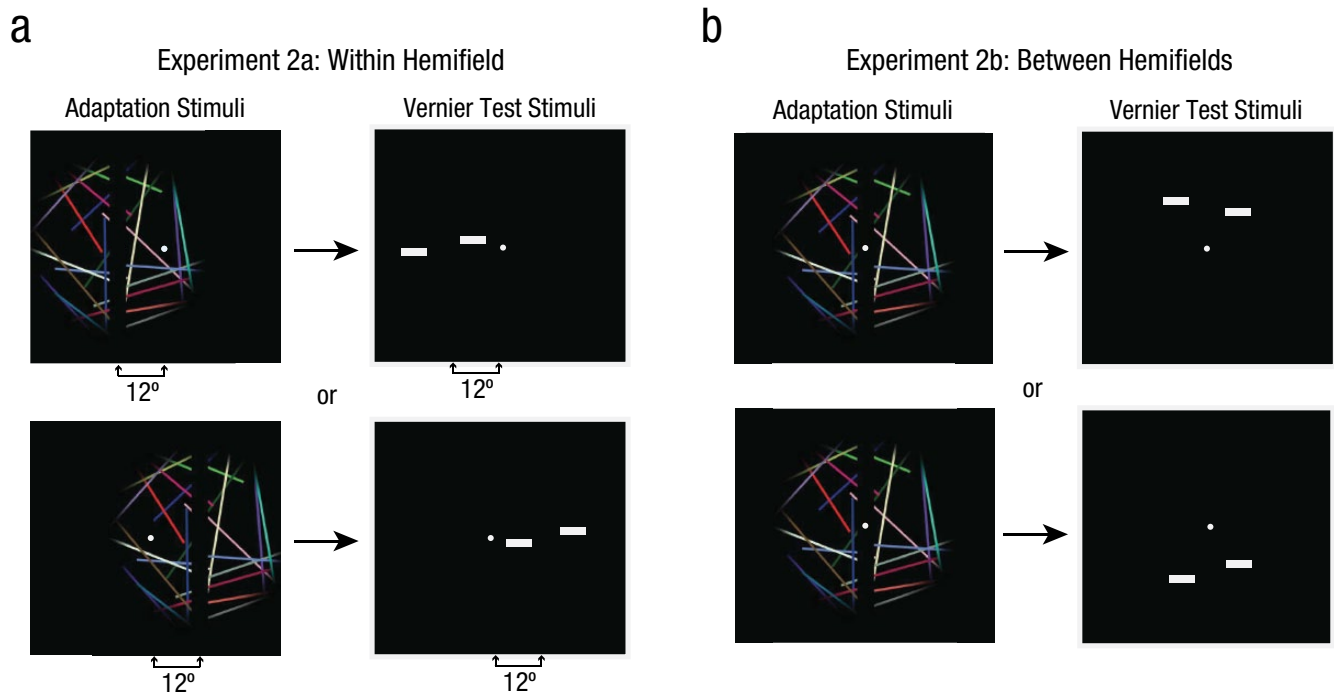 a
Experiment 2a: Within Hemifield
Adaptation Stimuli
Vernier Test Stimuli
12º
12º
or
12º
12º
b
Experiment 2b: Between Hemifields
Adaptation Stimuli
Vernier Test Stimuli
or